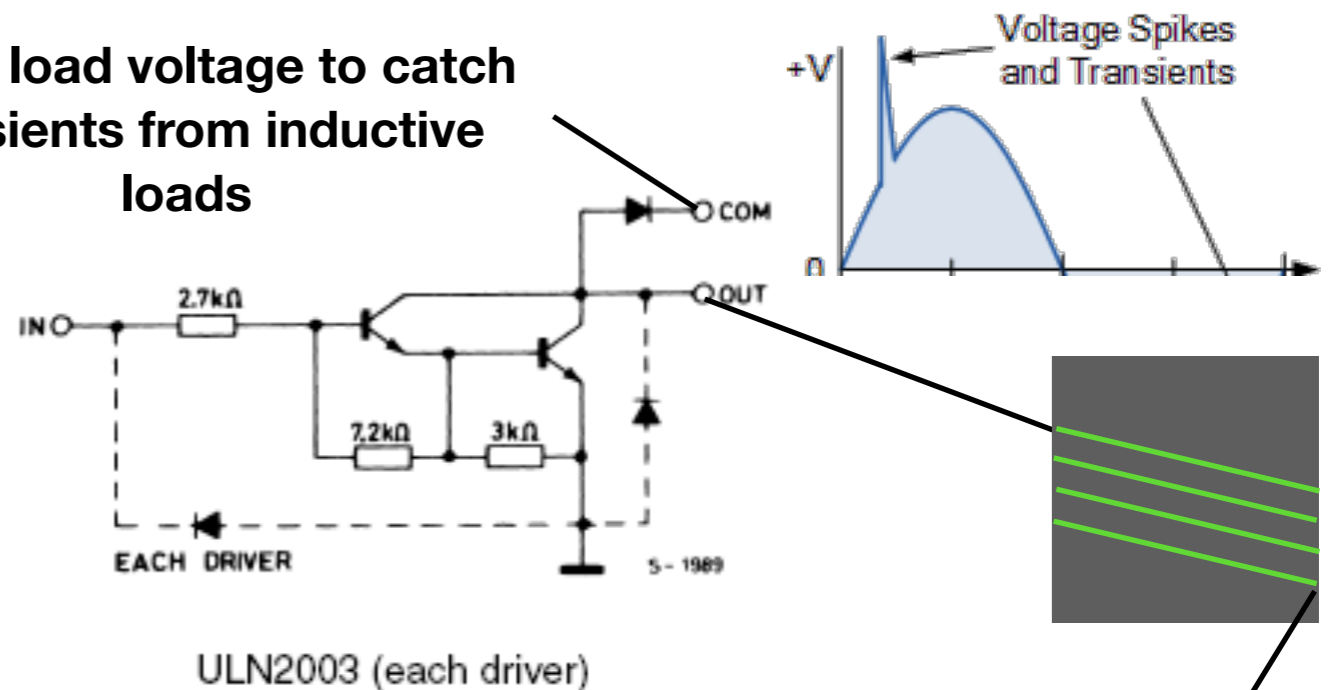 load voltage to catch
sients from inductive
loads
Voltage Spikes
and Transients
+V
0
COM
OUT
IN
2.7kΩ
7.2kΩ
3kΩ
EACH DRIVER
S-1989
ULN2003 (each driver)